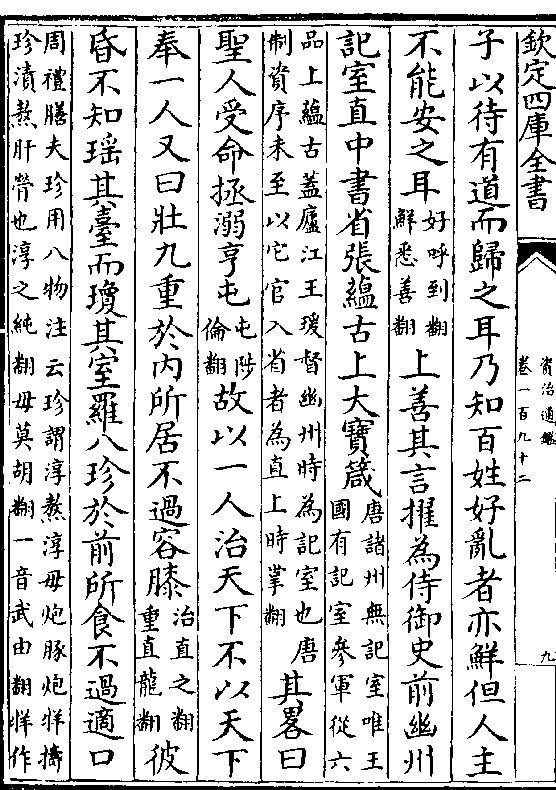 欽定四庫全書
資治通鑑
卷一百九十二
九
子以待有道而歸之耳乃知百姓好亂者亦鮮但人主
不能安之耳好呼到翻鮮悉善翻上善其言擢為侍御史前幽州
記室直中書省張蘊古上大寶箴唐諸州無記室唯王國有記室參軍從六
品上蘊古蓋廬江王瑗督幽州時為記室也唐制資序未至以它官入省者為直上時掌翻其畧曰
聖人受命拯溺亨屯屯陟倫翻故以一人治天下不以天下
奉一人又曰壯九重於内所居不過容膝治直之翻重直龍翻彼
昏不知瑶其臺而瓊其室羅八珍於前所食不過適口
周禮膳夫珍用八物注云珍謂淳熬淳毋炮豚炮牂擣
珍漬熬肝膋也淳之純翻毋莫胡翻一音武由翻牂作